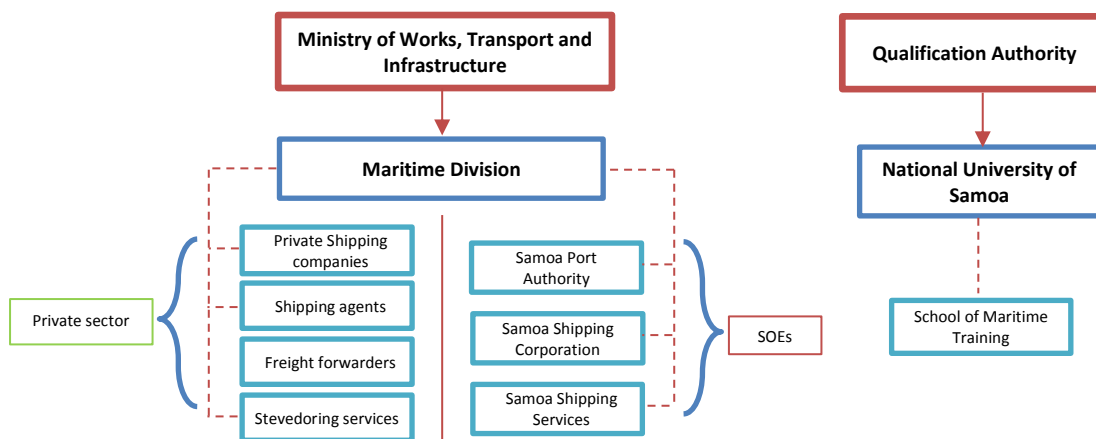 Ministry of Works, Transport and
Infrastructure
Qualification Authority
Maritime Division
National University of
Samoa
Private Shipping
companies
Shipping agents
Freight forwarders
Stevedoring services
Private sector
Samoa Port
Authority
Samoa Shipping
Corporation
Samoa Shipping
Services
SOEs
School of Maritime
Training